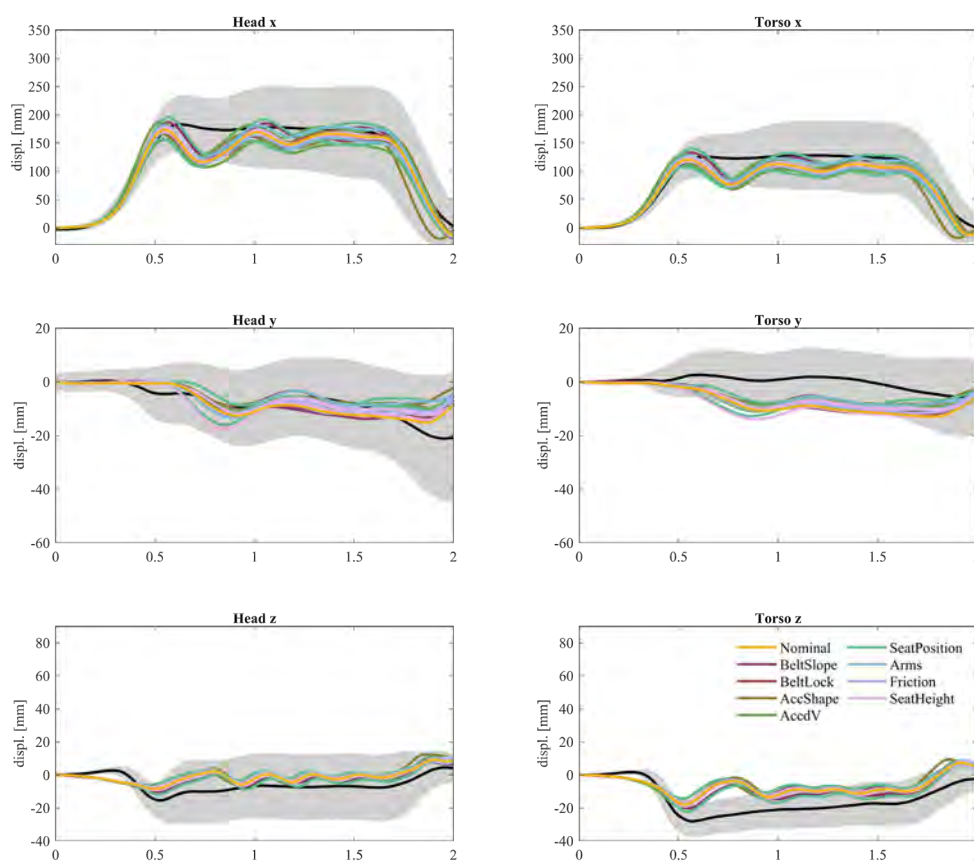 Head x
350
300
250
200
150
100
50
0
displ. [mm]
0 0.5 1 1.5 2
Torso x
350
300
250
200
150
100
50
0
displ. [mm]
0 0.5 1 1.5 2
Head y
20
0
-20
-40
-60
displ. [mm]
0 0.5 1 1.5 2
Torso y
20
0
-20
-40
-60
displ. [mm]
0 0.5 1 1.5 2
Head z
80
60
40
20
0
-20
-40
displ. [mm]
0 0.5 1 1.5 2
Torso z
80
60
40
20
0
-20
-40
displ. [mm]
0 0.5 1 1.5 2
Nominal
BeltSlope
BeltLock
AccShape
AccdV
SeatPosition
Arms
Friction
SeatHeight